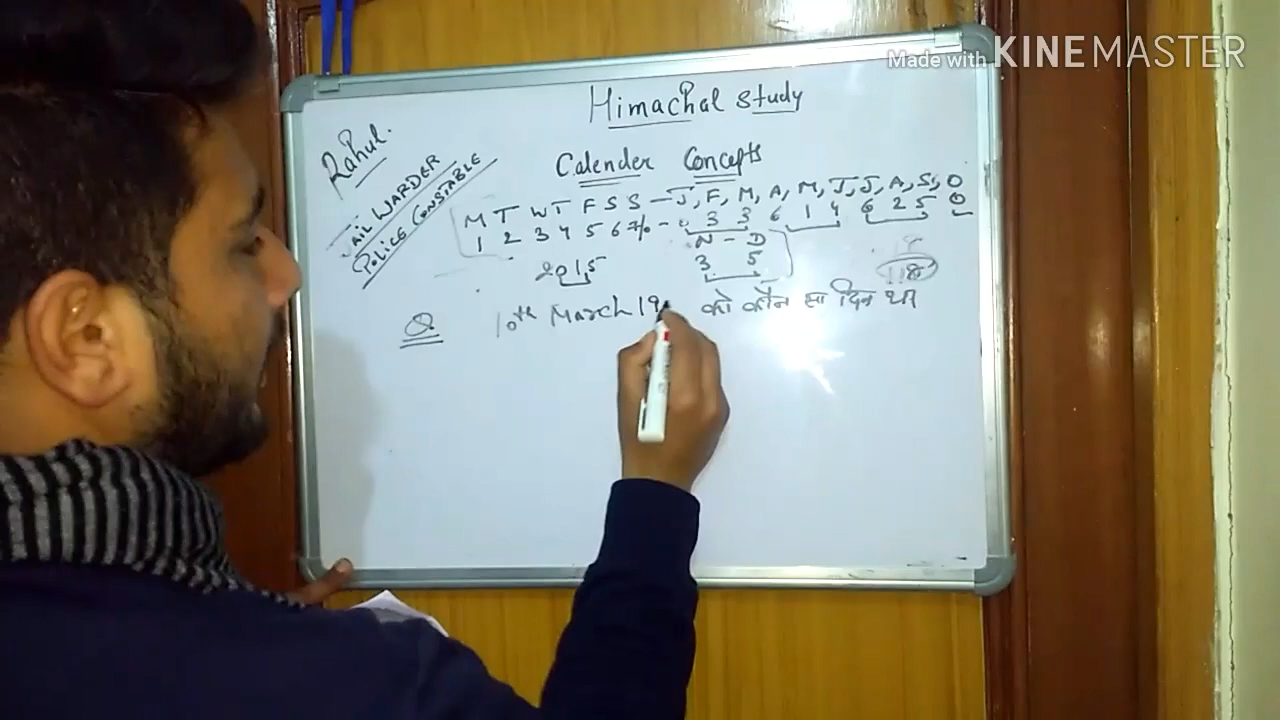 Made with KINEMASTER
Himachal Study
Rahul.
JAIL WARDER
POLICE CONSTABLE
Calender Concepts
M T W T F S S - J, F, M, A, M, J, J, A, S, O
1 2 3 4 5 6 7/0 - 0 3 3 6 1 4 6 2 5 0
N - D
3 5
2015
18
Q 10th March 19 को कौन सा दिन था